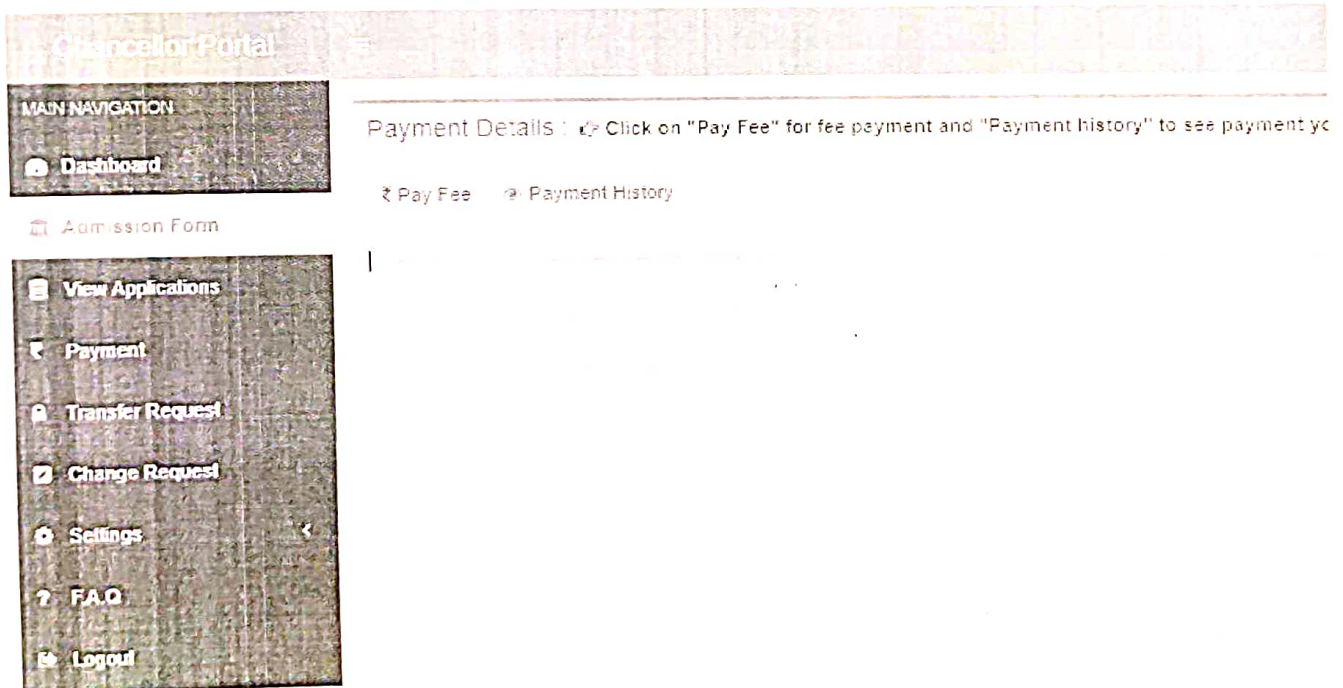 Chancellor Portal
MAIN NAVIGATION
Dashboard
Admission Form
View Applications
₹ Payment
Transfer Request
Change Request
Settings
? F.A.Q
Logout
Payment Details : Click on "Pay Fee" for fee payment and "Payment history" to see payment yo
₹ Pay Fee Payment History